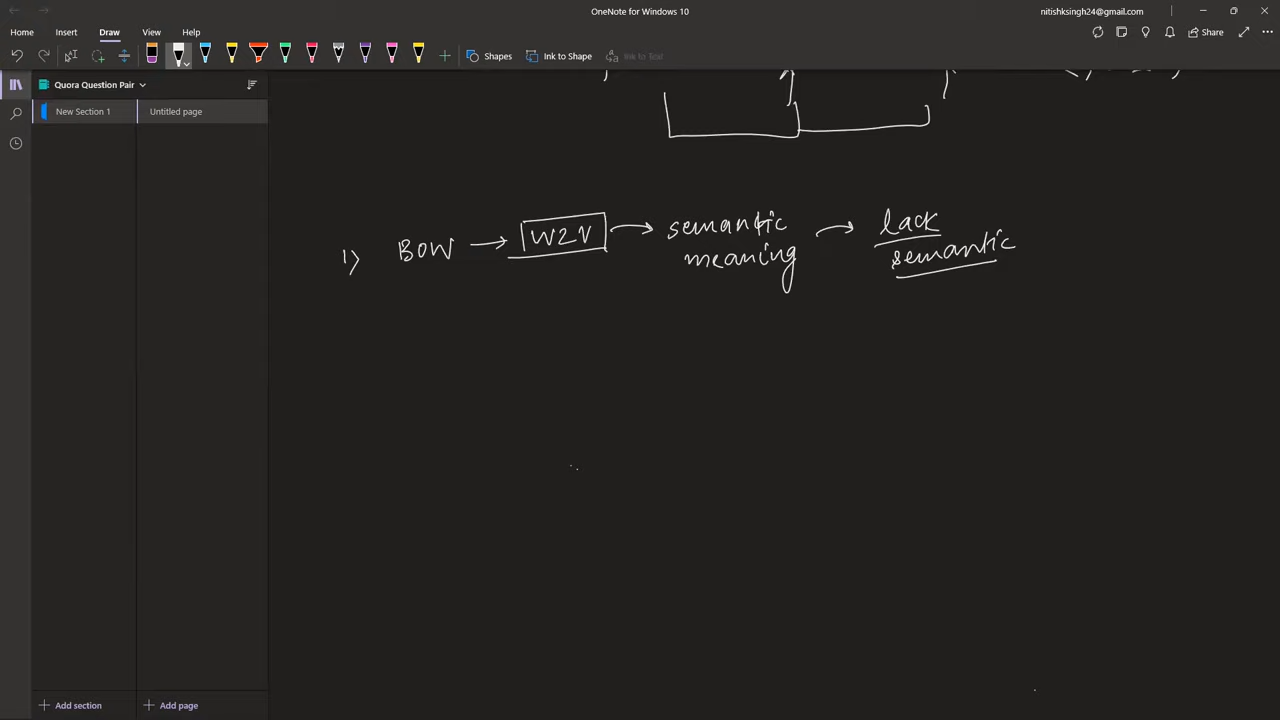 OneNote for Windows 10
nitishksingh24@gmail.com
Home Insert Draw View Help
Shapes Ink to Shape Ink to Text Share
Quora Question Pair
New Section 1 Untitled page
1) BOW → W2V → semantic meaning → lack semantic
Add section Add page